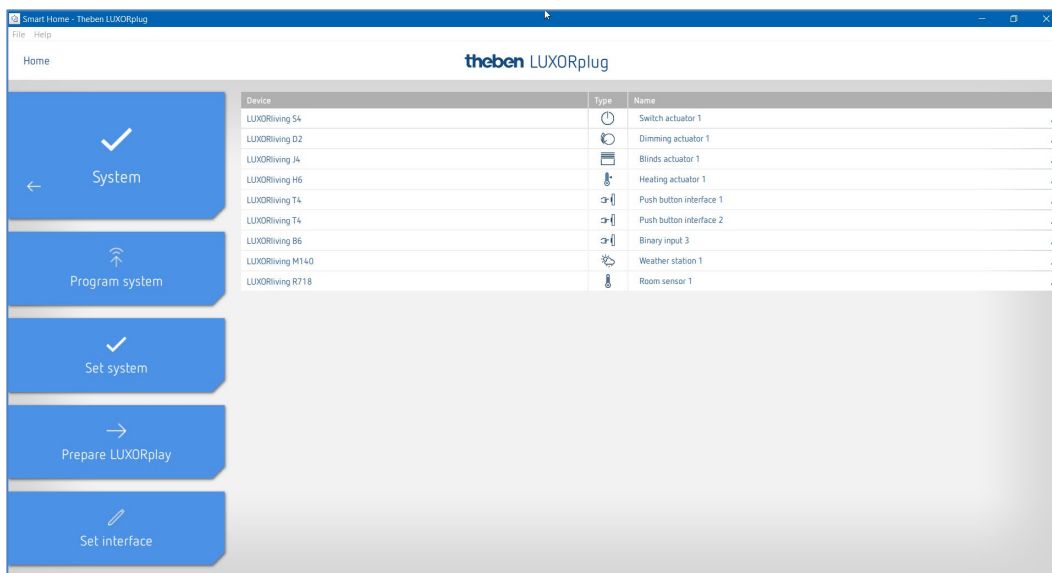 Smart Home - Theben LUXORplug
File Help
Home
theben LUXORplug
System
Program system
Set system
Prepare LUXORplay
Set interface
Device Type Name
LUXORliving S4 Switch actuator 1
LUXORliving D2 Dimming actuator 1
LUXORliving J4 Blinds actuator 1
LUXORliving H6 Heating actuator 1
LUXORliving T4 Push button interface 1
LUXORliving T4 Push button interface 2
LUXORliving B6 Binary input 3
LUXORliving M140 Weather station 1
LUXORliving R718 Room sensor 1